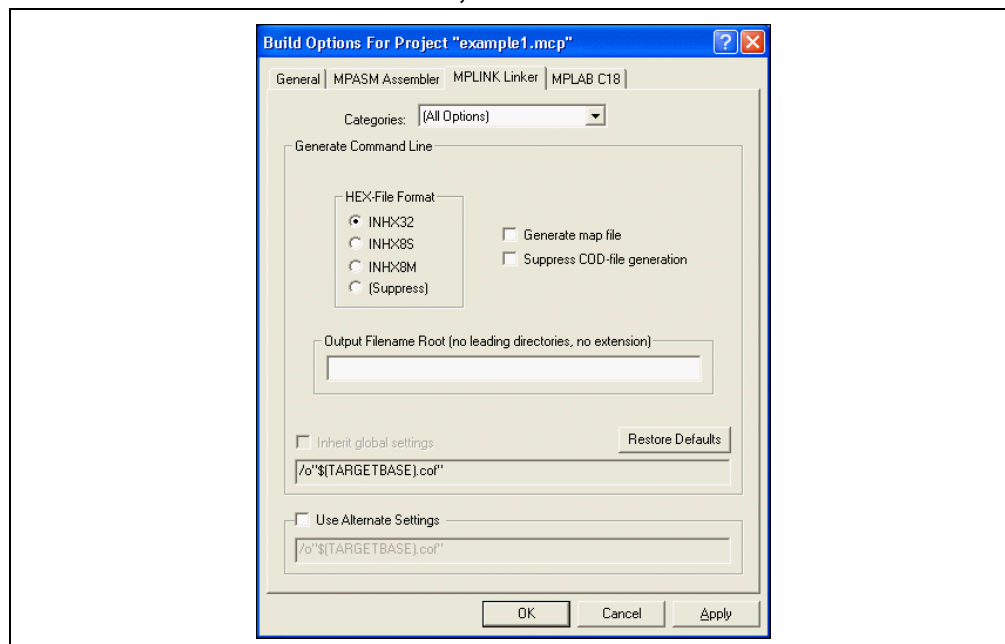 Build Options For Project "example1.mcp"
General MPASM Assembler MPLINK Linker MPLAB C18
Categories: (All Options)
Generate Command Line
HEX-File Format
INHX32
INHX8S
INHX8M
(Suppress)
Generate map file
Suppress COD-file generation
Output Filename Root (no leading directories, no extension)
Inherit global settings
Restore Defaults
/o"$(TARGETBASE).cof"
Use Alternate Settings
/o"$(TARGETBASE).cof"
OK Cancel Apply